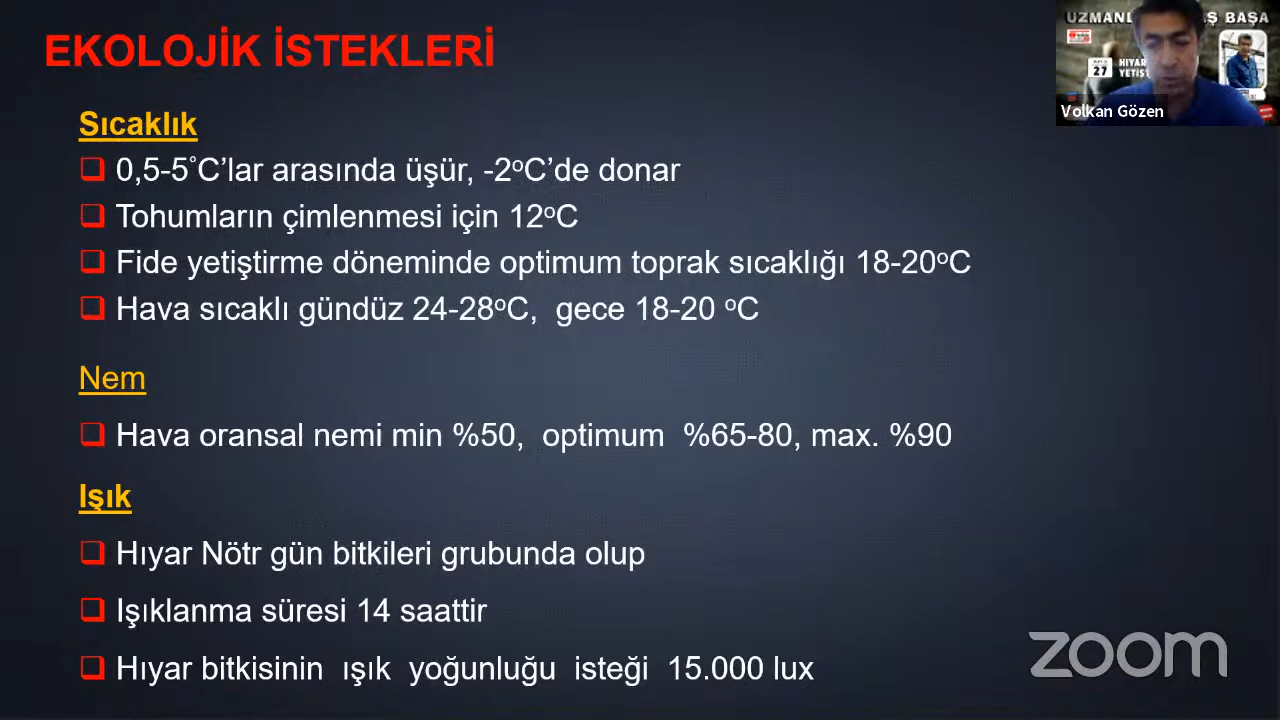 EKOLOJİK İSTEKLERİ
Sıcaklık
0,5-5°C'lar arasında üşür, -2ºC'de donar
Tohumların çimlenmesi için 12ºC
Fide yetiştirme döneminde optimum toprak sıcaklığı 18-20ºC
Hava sıcaklı gündüz 24-28ºC, gece 18-20 ºC
Nem
Hava oransal nemi min %50, optimum %65-80, max. %90
Işık
Hıyar Nötr gün bitkileri grubunda olup
Işıklanma süresi 14 saattir
Hıyar bitkisinin ışık yoğunluğu isteği 15.000 lux
BAŞA
27
Volkan Gözen
zoom